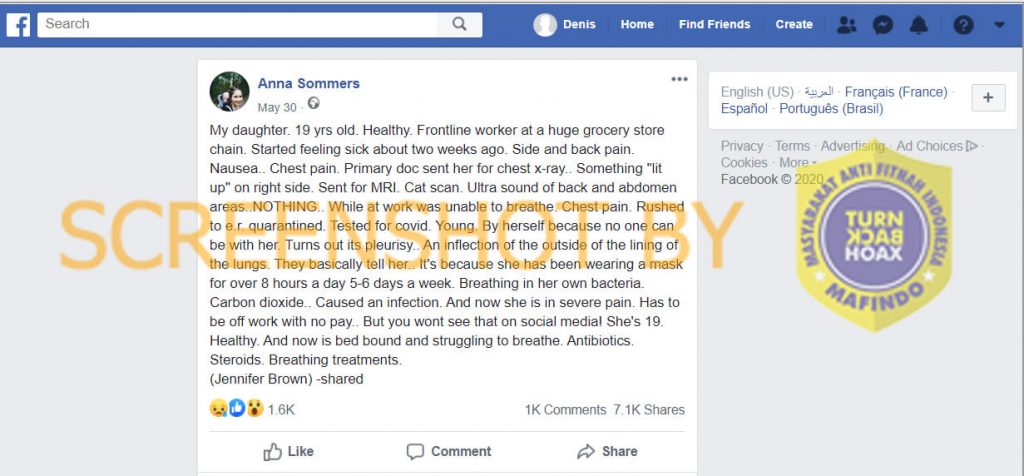 Search
Denis Home Find Friends Create
Anna Sommers
May 30
My daughter. 19 yrs old. Healthy. Frontline worker at a huge grocery store
chain. Started feeling sick about two weeks ago. Side and back pain.
Nausea.. Chest pain. Primary doc sent her for chest x-ray.. Something "lit
up" on right side. Sent for MRI. Cat scan. Ultra sound of back and abdomen
areas..NOTHING.. While at work was unable to breathe. Chest pain. Rushed
to e.r. quarantined. Tested for covid. Young. By herself because no one can
be with her. Turns out its pleurisy.. An inflection of the outside of the lining of
the lungs. They basically tell her.. It's because she has been wearing a mask
for over 8 hours a day 5-6 days a week. Breathing in her own bacteria.
Carbon dioxide.. Caused an infection. And now she is in severe pain. Has to
be off work with no pay.. But you wont see that on social media! She's 19.
Healthy. And now is bed bound and struggling to breathe. Antibiotics.
Steroids. Breathing treatments.
(Jennifer Brown) -shared
1.6K 1K Comments 7.1K Shares
Like Comment Share
English (US) · العربية · Français (France) ·
Español · Português (Brasil)
Privacy · Terms · Advertising · Ad Choices ·
Cookies · More
Facebook © 2020
SCREENSHOT BY
MASYARAKAT ANTI FITNAH INDONESIA
TURN
BACK
HOAX
MAFINDO